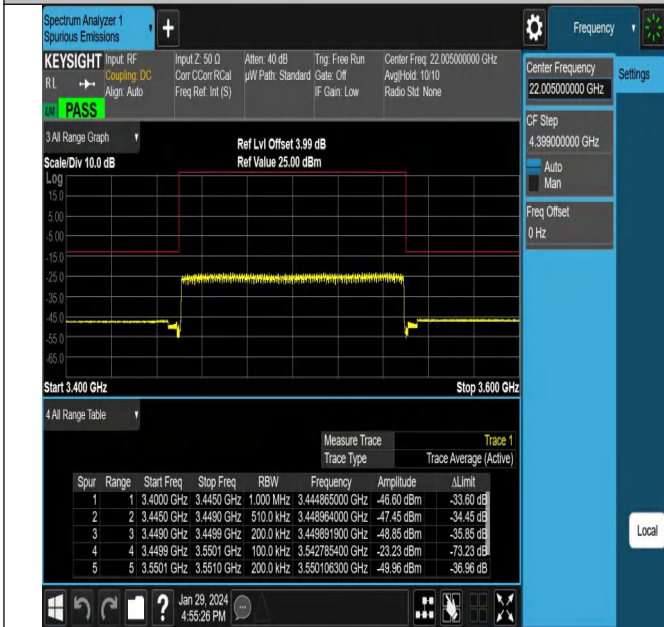 Spectrum Analyzer 1
Spurious Emissions
Frequency
KEYSIGHT Input: RF Input Z: 50 Ω Atten: 40 dB Trig: Free Run Center Freq: 22.005000000 GHz
RL Coupling: DC Corr CCorr RCal µW Path: Standard Gate: Off Avg|Hold: 10/10
Align: Auto Freq Ref: Int (S) IF Gain: Low Radio Std: None
PASS
Center Frequency
22.005000000 GHz
Settings
CF Step
4.399000000 GHz
Auto
Man
Freq Offset
0 Hz
3 All Range Graph
Ref Lvl Offset 3.99 dB
Scale/Div 10.0 dB Ref Value 25.00 dBm
Log
15.0
5.00
-5.00
-15.0
-25.0
-35.0
-45.0
-55.0
-65.0
Start 3.400 GHz Stop 3.600 GHz
4 All Range Table
Measure Trace Trace 1
Trace Type Trace Average (Active)
Spur Range Start Freq Stop Freq RBW Frequency Amplitude ΔLimit
1 1 3.4000 GHz 3.4450 GHz 1.000 MHz 3.444865000 GHz -46.60 dBm -33.60 dB
2 2 3.4450 GHz 3.4490 GHz 510.0 kHz 3.448964000 GHz -47.45 dBm -34.45 dB
3 3 3.4490 GHz 3.4499 GHz 200.0 kHz 3.449891900 GHz -48.85 dBm -35.85 dB
4 4 3.4499 GHz 3.5501 GHz 100.0 kHz 3.542785400 GHz -23.23 dBm -73.23 dB
5 5 3.5501 GHz 3.5510 GHz 200.0 kHz 3.550106300 GHz -49.96 dBm -36.96 dB
Local
?
Jan 29, 2024
4:55:26 PM